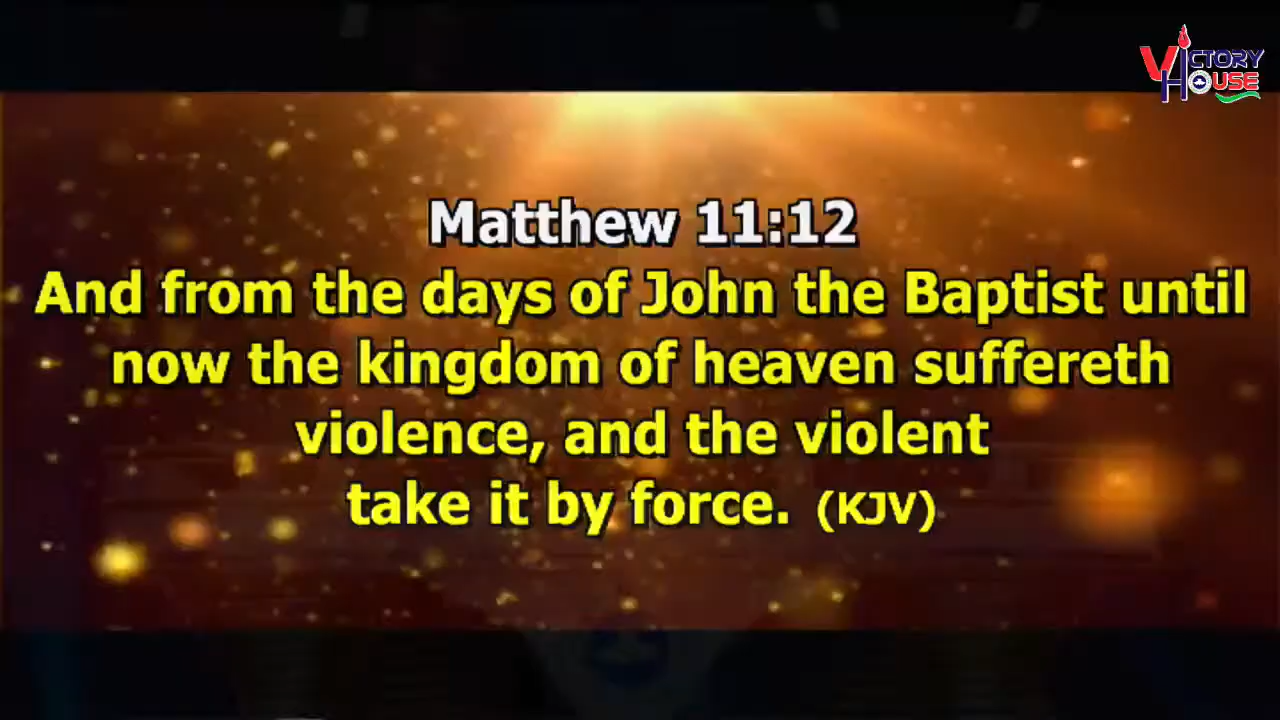 VICTORY
HOUSE
Matthew 11:12
And from the days of John the Baptist until
now the kingdom of heaven suffereth
violence, and the violent
take it by force. (KJV)